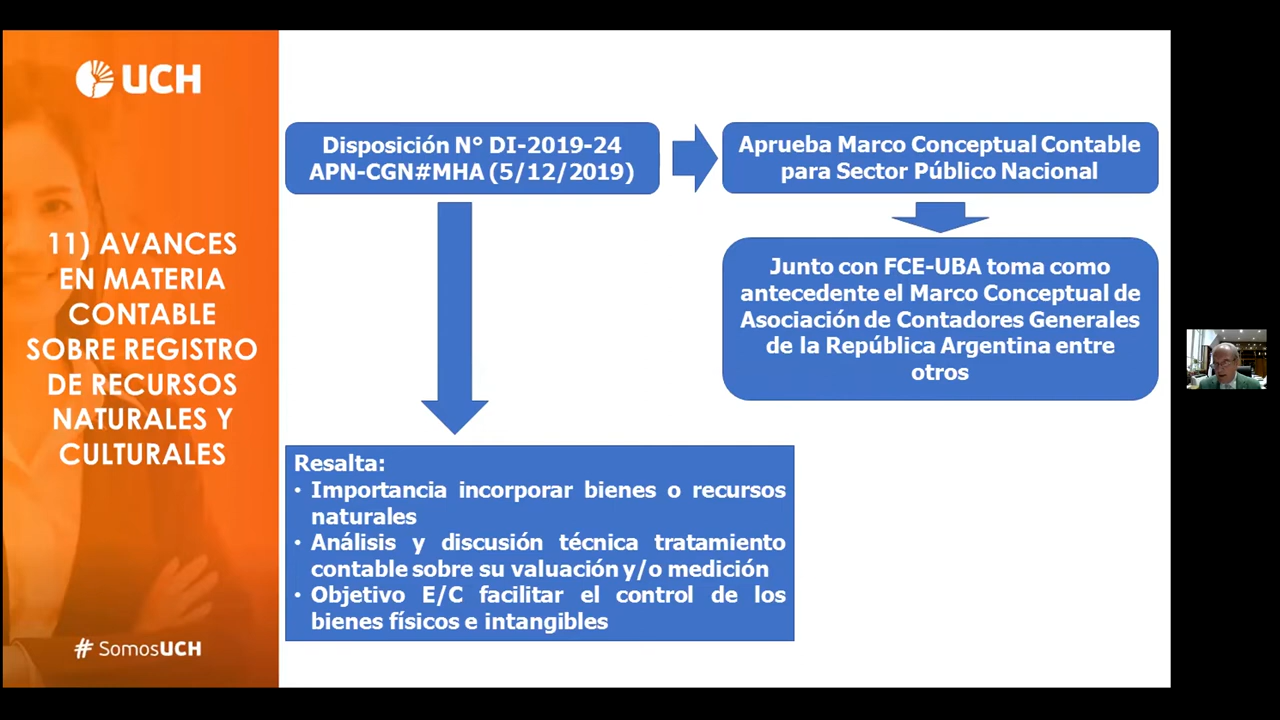 UCH
11) AVANCES
EN MATERIA
CONTABLE
SOBRE REGISTRO
DE RECURSOS
NATURALES Y
CULTURALES
# SomosUCH
Disposición N° DI-2019-24
APN-CGN#MHA (5/12/2019)
Aprueba Marco Conceptual Contable
para Sector Público Nacional
Junto con FCE-UBA toma como
antecedente el Marco Conceptual de
Asociación de Contadores Generales
de la República Argentina entre
otros
Resalta:
• Importancia incorporar bienes o recursos
naturales
• Análisis y discusión técnica tratamiento
contable sobre su valuación y/o medición
• Objetivo E/C facilitar el control de los
bienes físicos e intangibles